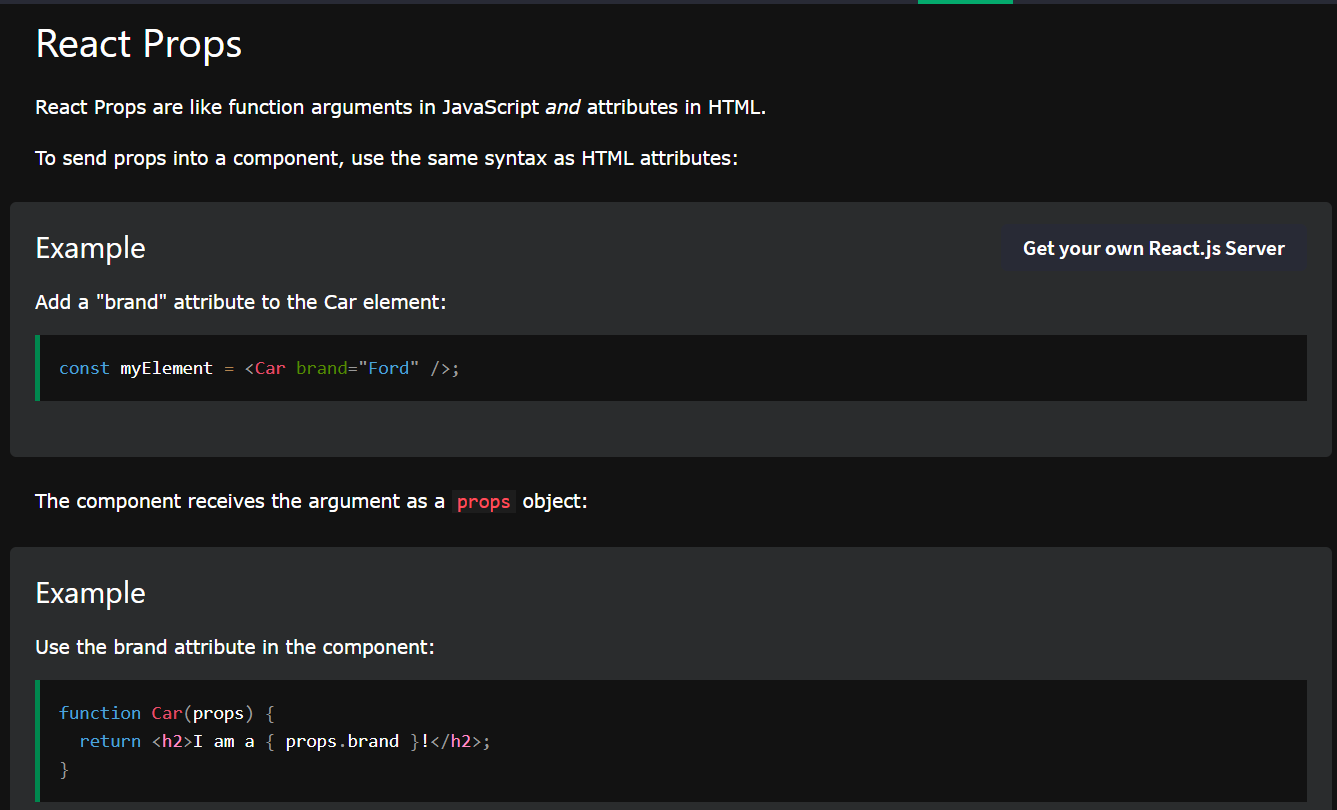 React Props
React Props are like function arguments in JavaScript and attributes in HTML.
To send props into a component, use the same syntax as HTML attributes:
Example
Get your own React.js Server
Add a "brand" attribute to the Car element:
const myElement = <Car brand="Ford" />;
The component receives the argument as a props object:
Example
Use the brand attribute in the component:
function Car(props) {
  return <h2>I am a { props.brand }!</h2>;
}